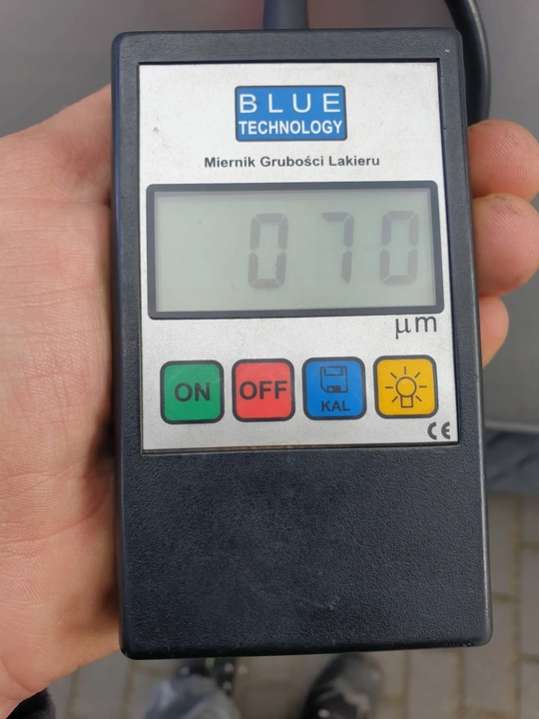 BLUE
TECHNOLOGY
Miernik Grubości Lakieru
070
µm
ON
OFF
KAL
CE